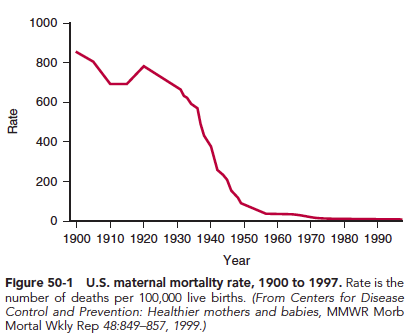 1000
800
600
400
200
0
Rate
1900 1910 1920 1930 1940 1950 1960 1970 1980 1990
Year
Figure 50-1 U.S. maternal mortality rate, 1900 to 1997. Rate is the
number of deaths per 100,000 live births. (From Centers for Disease
Control and Prevention: Healthier mothers and babies, MMWR Morb
Mortal Wkly Rep 48:849–857, 1999.)